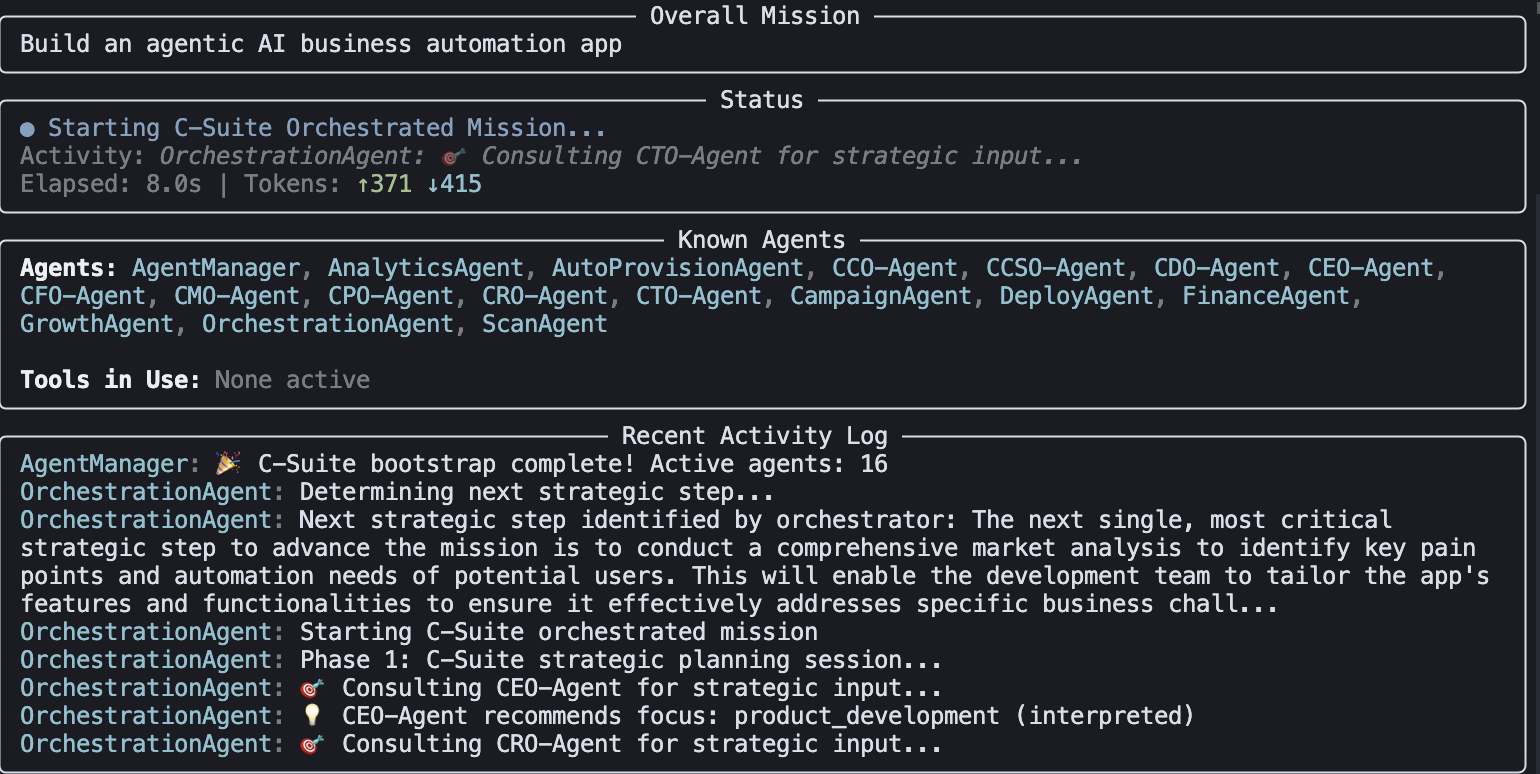 Overall Mission
Build an agentic AI business automation app
Status
● Starting C-Suite Orchestrated Mission...
Activity: OrchestrationAgent: 🎯 Consulting CTO-Agent for strategic input...
Elapsed: 8.0s | Tokens: ↑371 ↓415
Known Agents
Agents: AgentManager, AnalyticsAgent, AutoProvisionAgent, CCO-Agent, CCSO-Agent, CDO-Agent, CEO-Agent,
CFO-Agent, CMO-Agent, CPO-Agent, CRO-Agent, CTO-Agent, CampaignAgent, DeployAgent, FinanceAgent,
GrowthAgent, OrchestrationAgent, ScanAgent
Tools in Use: None active
Recent Activity Log
AgentManager: 🎉 C-Suite bootstrap complete! Active agents: 16
OrchestrationAgent: Determining next strategic step...
OrchestrationAgent: Next strategic step identified by orchestrator: The next single, most critical
strategic step to advance the mission is to conduct a comprehensive market analysis to identify key pain
points and automation needs of potential users. This will enable the development team to tailor the app's
features and functionalities to ensure it effectively addresses specific business chall...
OrchestrationAgent: Starting C-Suite orchestrated mission
OrchestrationAgent: Phase 1: C-Suite strategic planning session...
OrchestrationAgent: 🎯 Consulting CEO-Agent for strategic input...
OrchestrationAgent: 💡 CEO-Agent recommends focus: product_development (interpreted)
OrchestrationAgent: 🎯 Consulting CRO-Agent for strategic input...